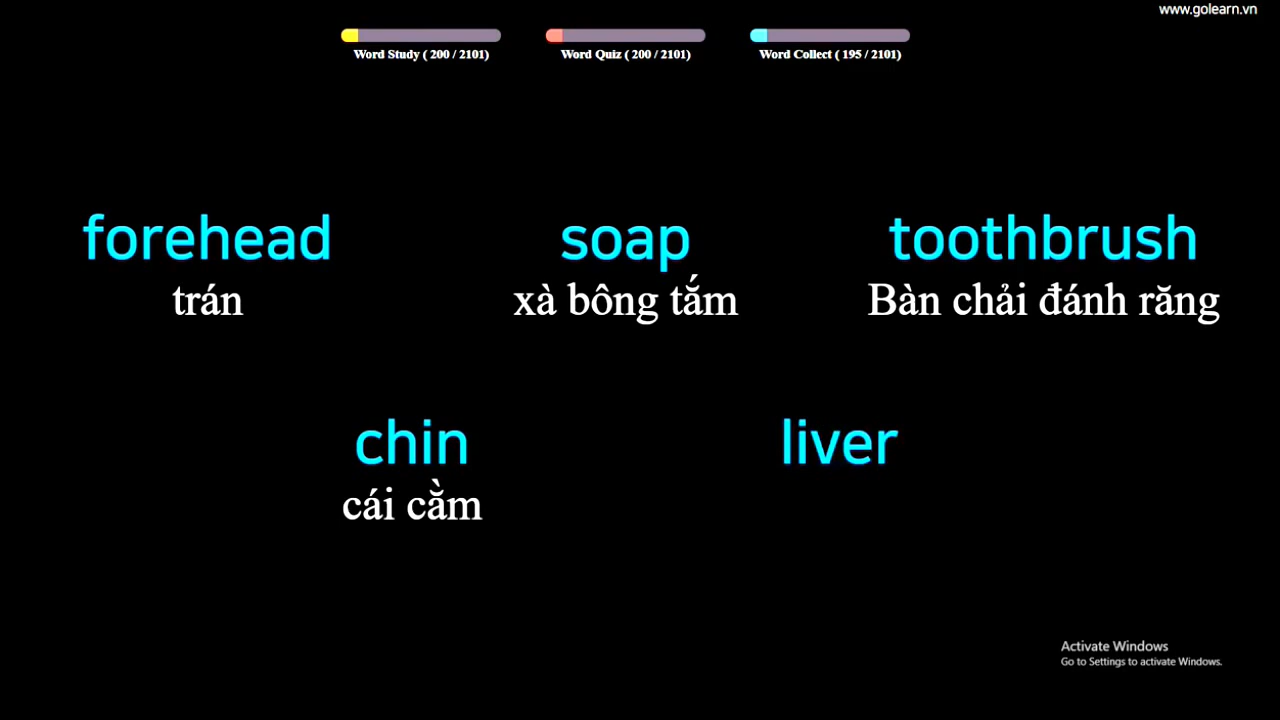 www.golearn.vn
Word Study ( 200 / 2101) Word Quiz ( 200 / 2101) Word Collect ( 195 / 2101)
forehead soap toothbrush
trán xà bông tắm Bàn chải đánh răng
chin liver
cái cằm
Activate Windows
Go to Settings to activate Windows.